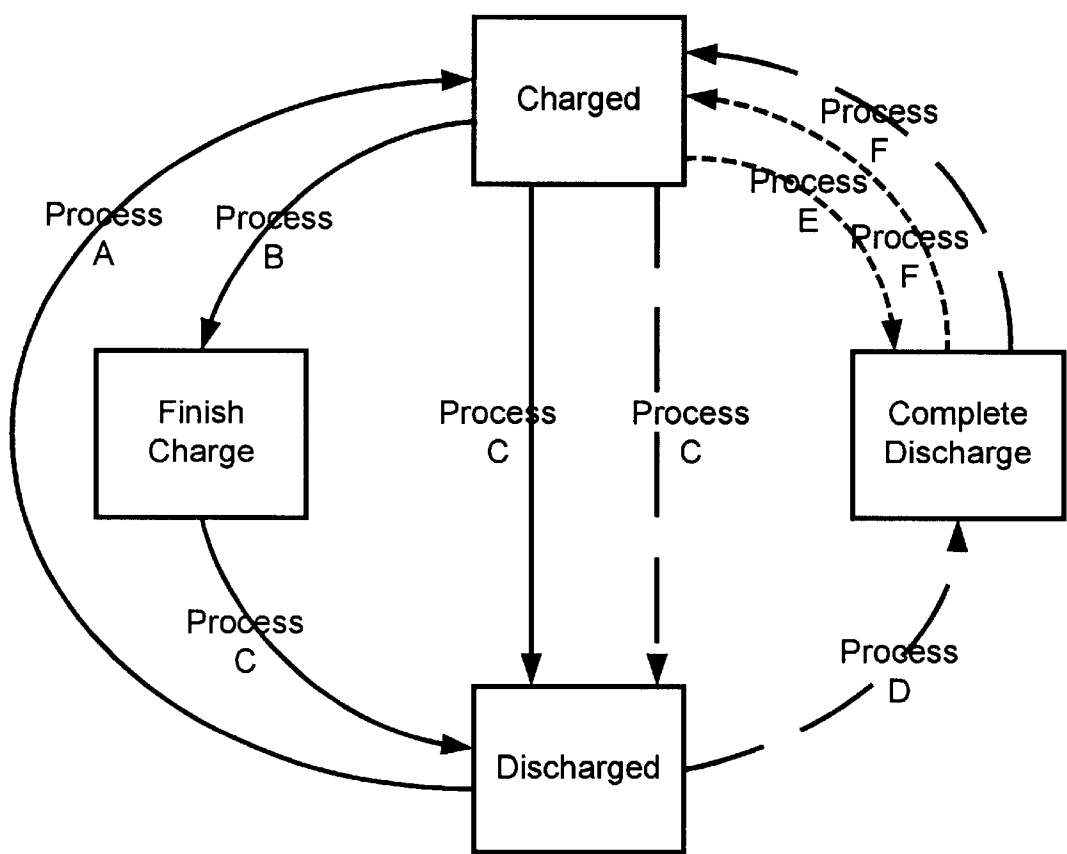 Charged
Process
F
Process
E
Process
F
Process
A
Process
B
Finish
Charge
Process
C
Process
C
Complete
Discharge
Process
C
Process
D
Discharged